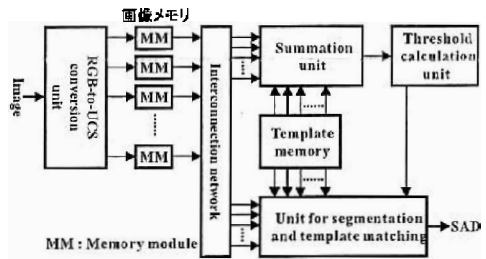 画像メモリ
Image
RGB-to-UCS
conversion
unit
MM
MM
MM
MM
Interconnection network
Summation
unit
Threshold
calculation
unit
Template
memory
Unit for segmentation
and template matching
SAD
MM : Memory module